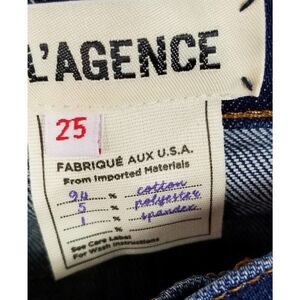 L'AGENCE
25
FABRIQUÉ AUX U.S.A.
From Imported Materials
94 % cotton
5 % polyester
1 % spandex
See Care Label
For Wash Instructions